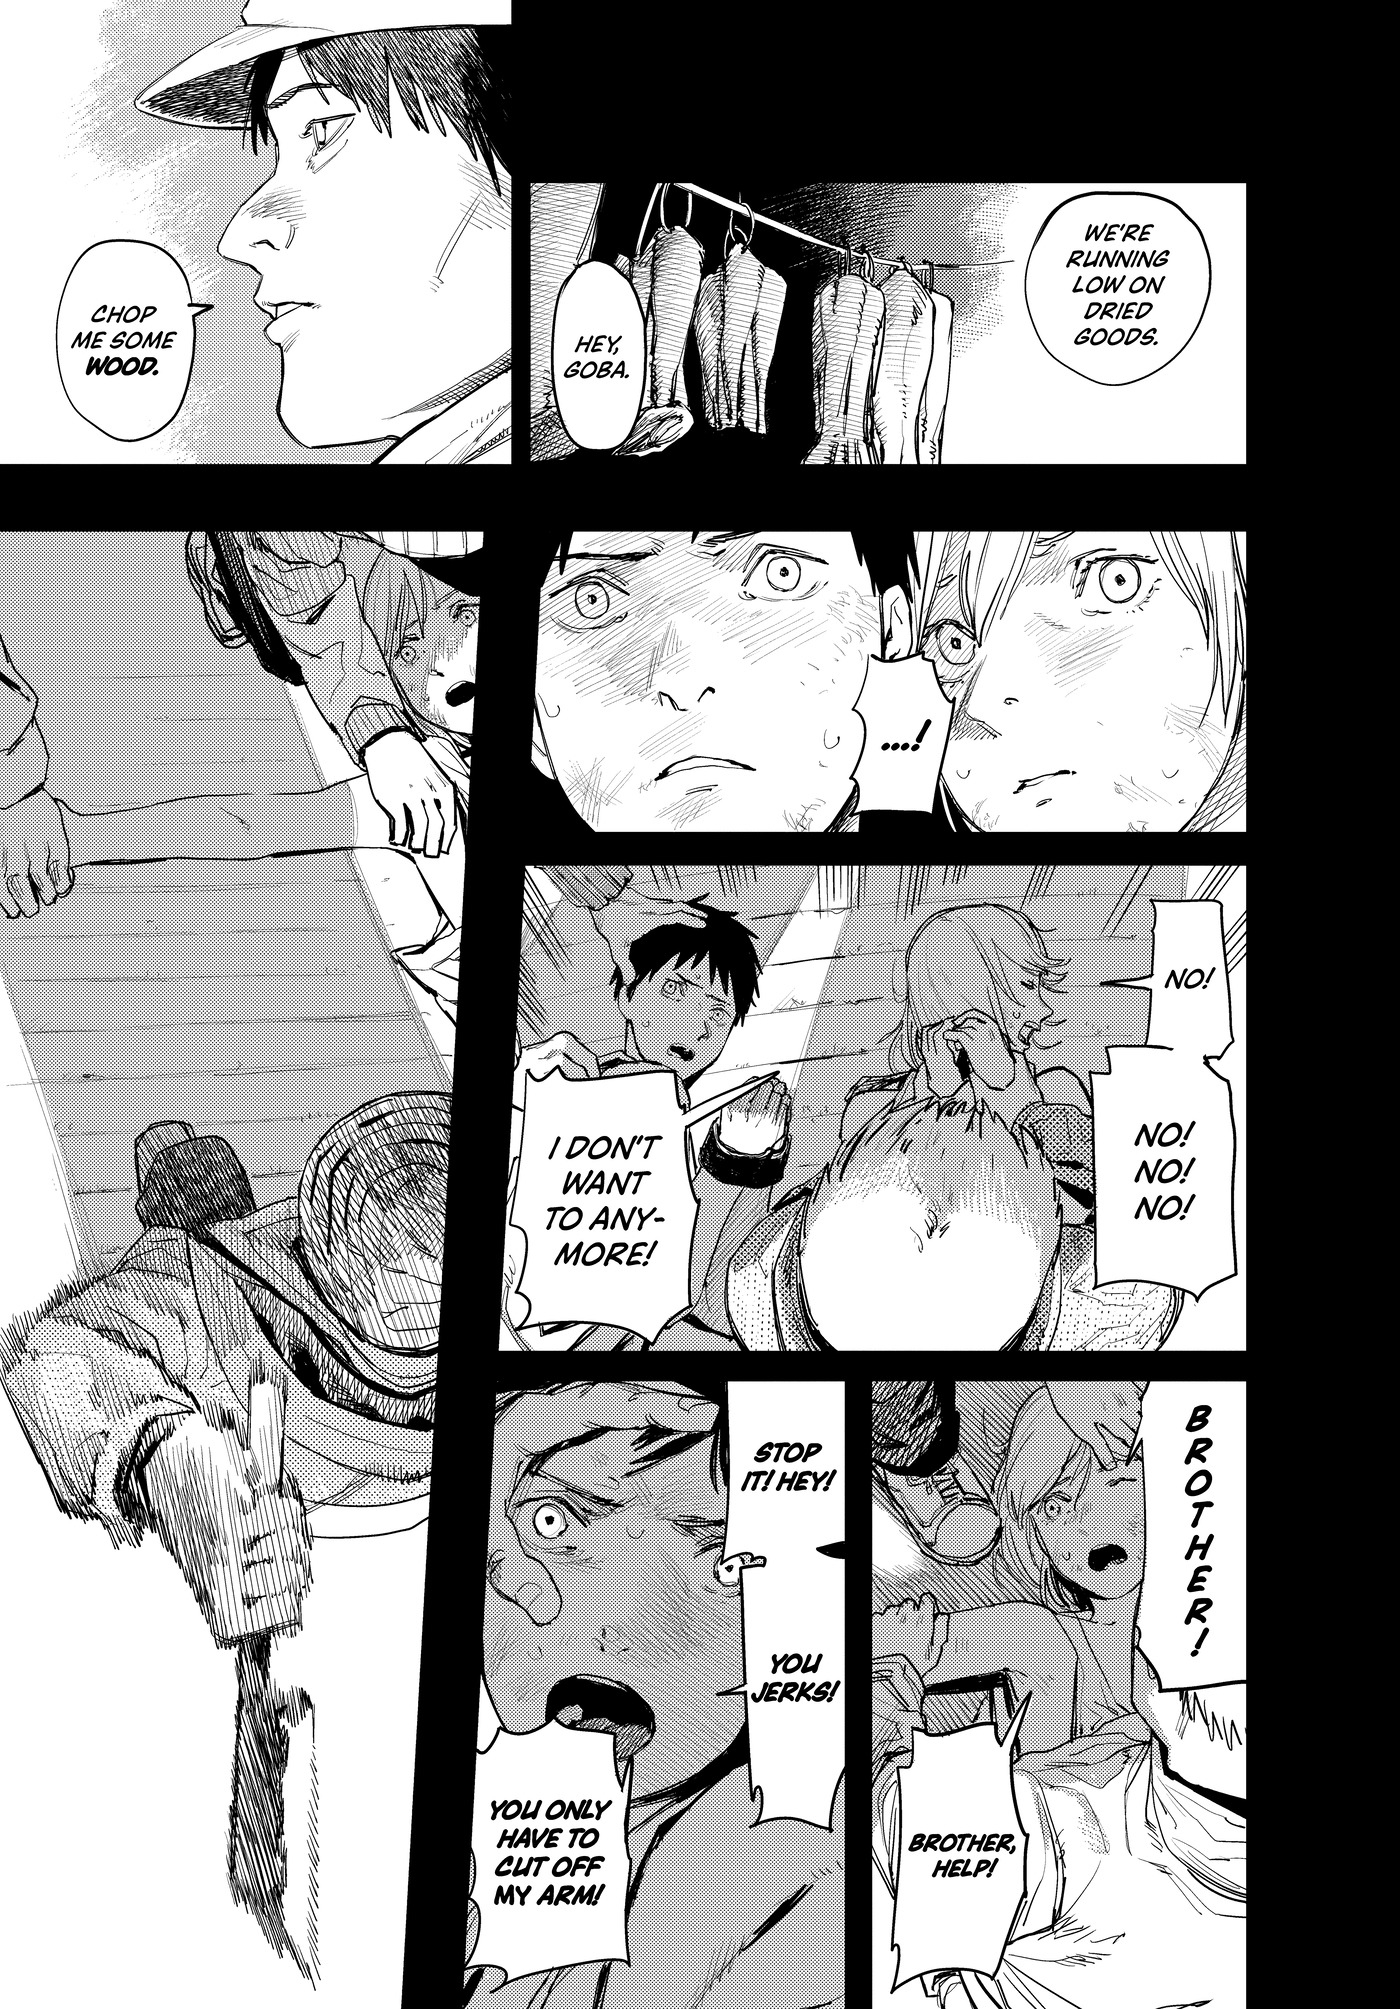 WE'RE
RUNNING
LOW ON
DRIED
GOODS.
HEY,
GOBA.
CHOP
ME SOME
WOOD.
....!
NO!
NO!
NO!
NO!
I DON'T
WANT
TO ANY-
MORE!
BROTHER!
BROTHER,
HELP!
STOP
IT! HEY!
YOU
JERKS!
YOU ONLY
HAVE TO
CUT OFF
MY ARM!